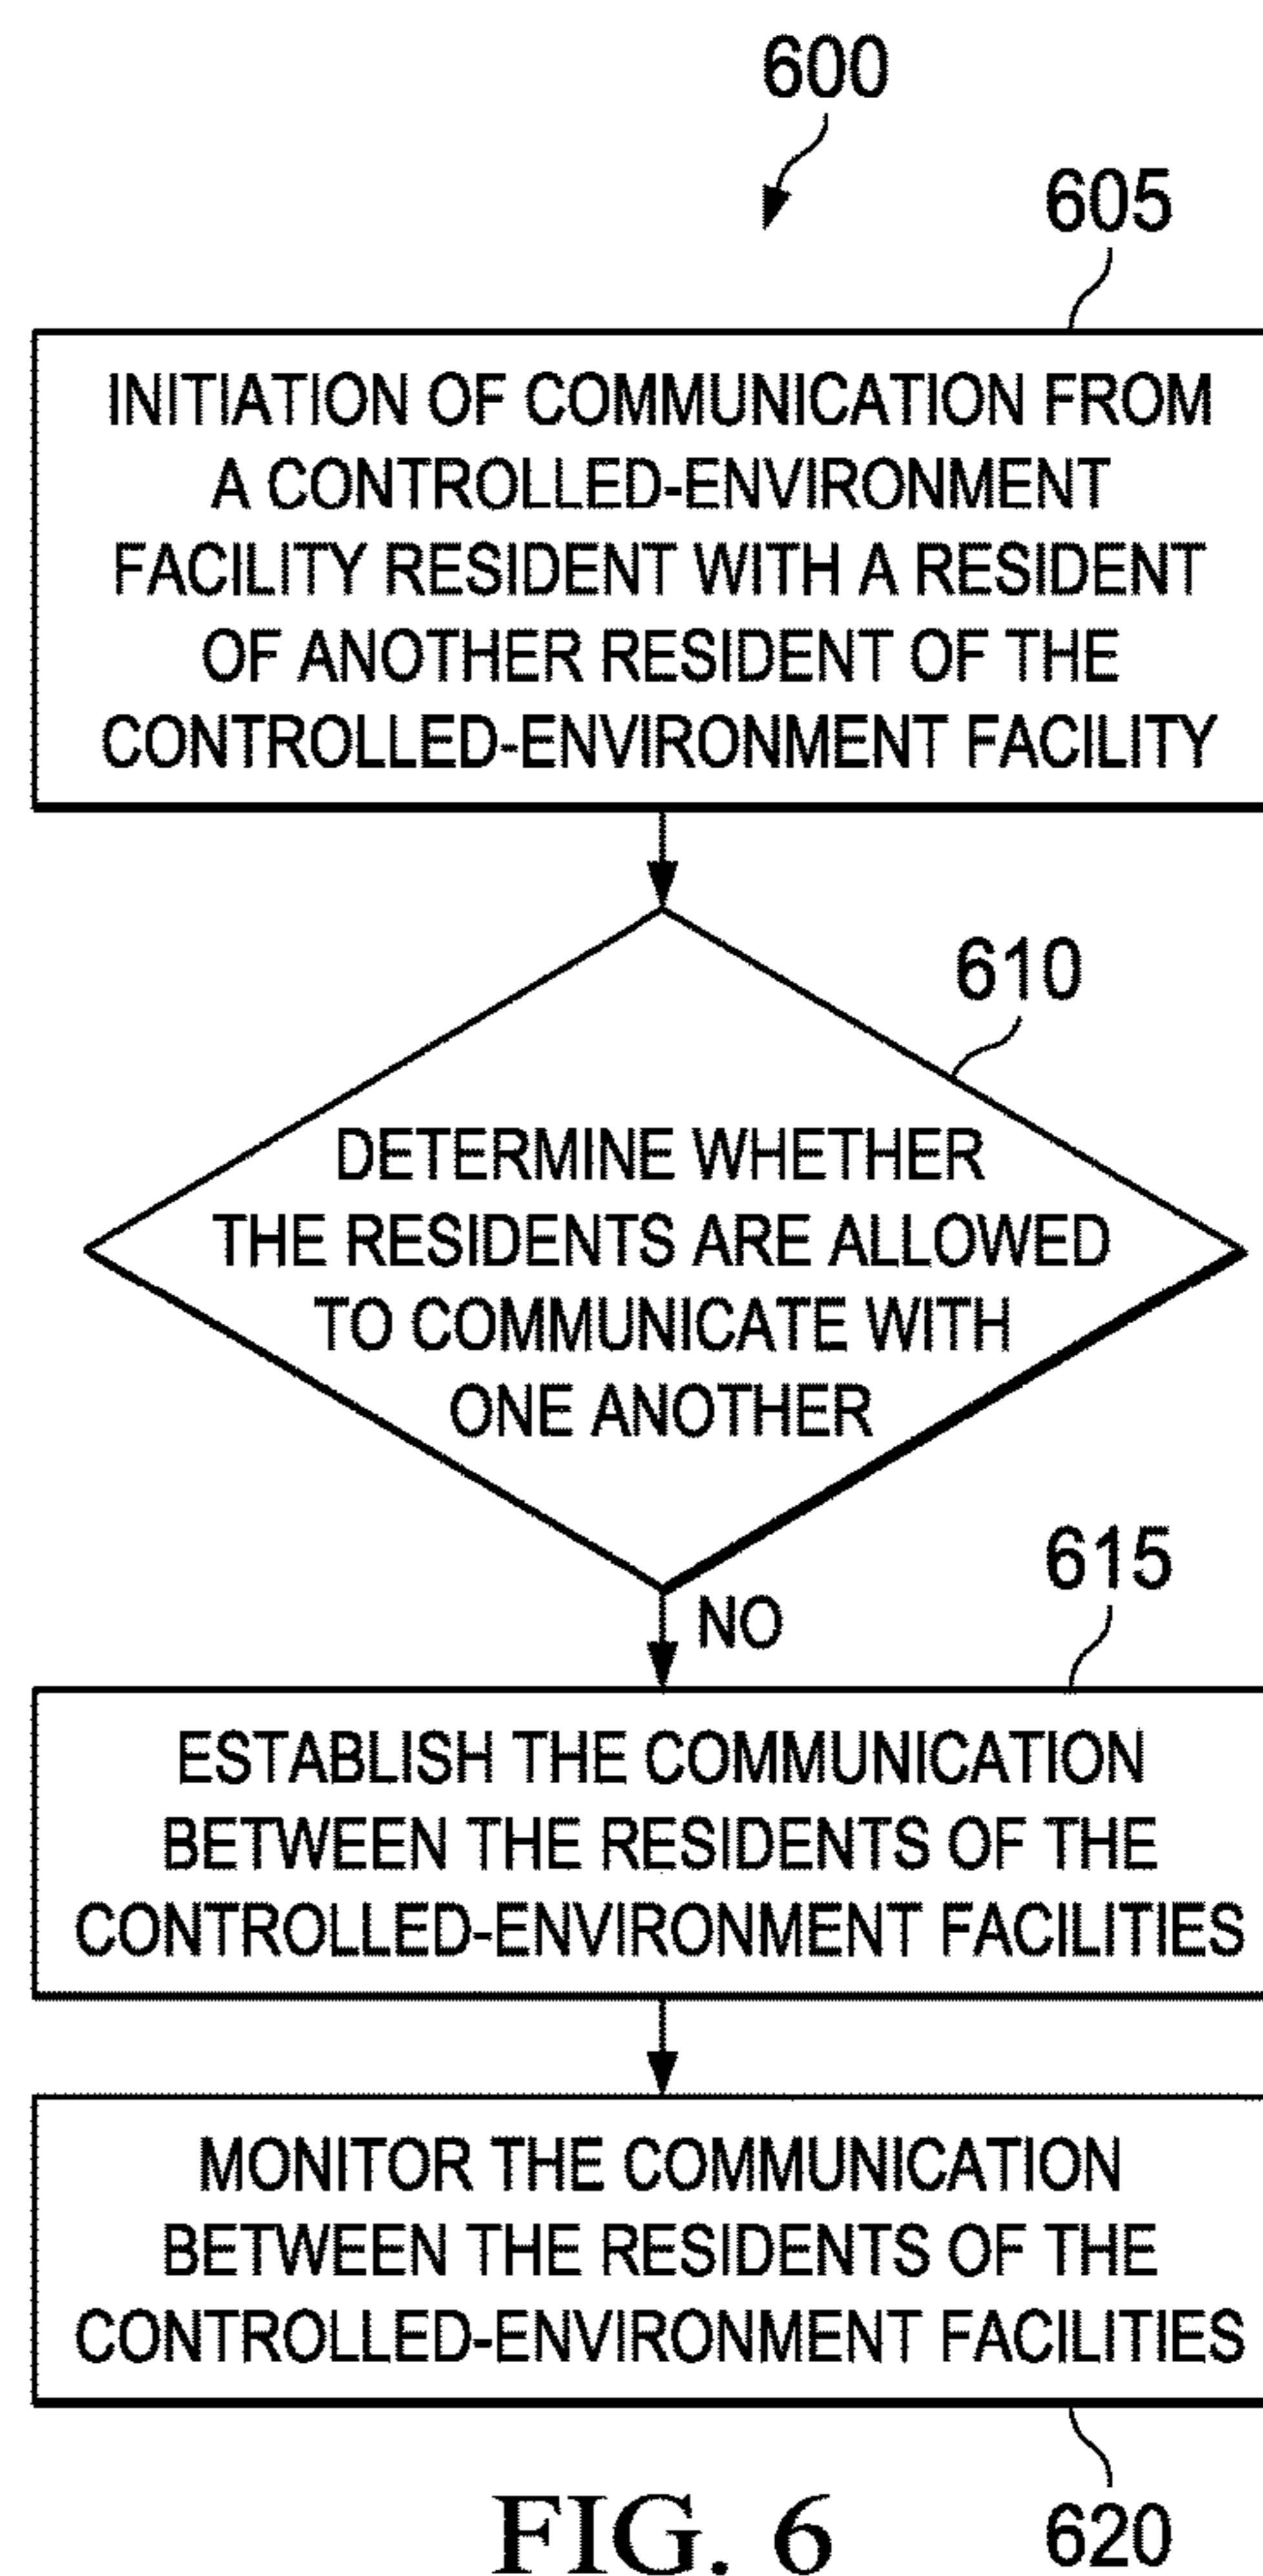 600
605
INITIATION OF COMMUNICATION FROM
A CONTROLLED-ENVIRONMENT
FACILITY RESIDENT WITH A RESIDENT
OF ANOTHER RESIDENT OF THE
CONTROLLED-ENVIRONMENT FACILITY
610
DETERMINE WHETHER
THE RESIDENTS ARE ALLOWED
TO COMMUNICATE WITH
ONE ANOTHER
NO
615
ESTABLISH THE COMMUNICATION
BETWEEN THE RESIDENTS OF THE
CONTROLLED-ENVIRONMENT FACILITIES
MONITOR THE COMMUNICATION
BETWEEN THE RESIDENTS OF THE
CONTROLLED-ENVIRONMENT FACILITIES
620
FIG. 6